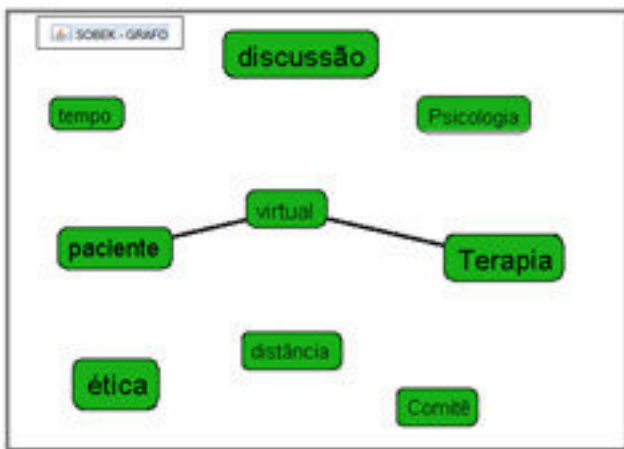 SOBEK - GRAFO
discussão
tempo
Psicologia
virtual
paciente
Terapia
distância
ética
Comitê